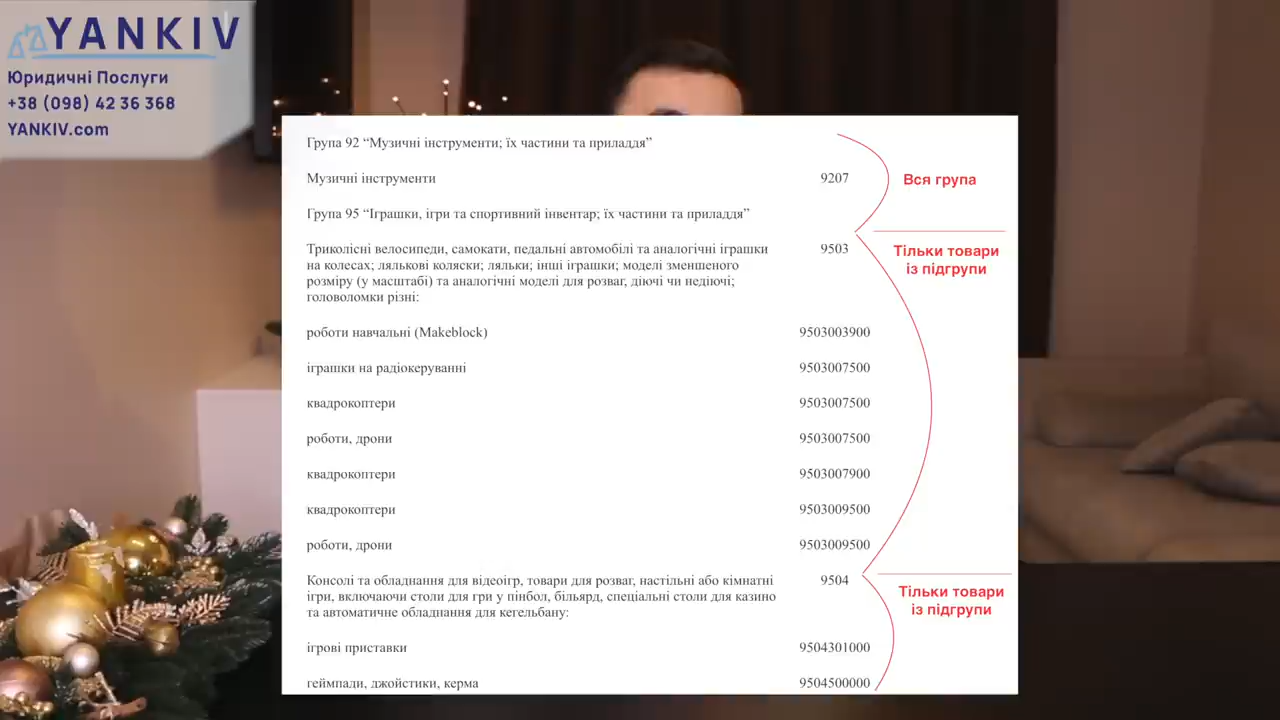 YANKIV
Юридичні Послуги
+38 (098) 42 36 368
YANKIV.com
Група 92 “Музичні інструменти; їх частини та приладдя”
Музичні інструменти 9207
Вся група
Група 95 “Іграшки, ігри та спортивний інвентар; їх частини та приладдя”
Триколісні велосипеди, самокати, педальні автомобілі та аналогічні іграшки 9503
на колесах; лялькові коляски; ляльки; інші іграшки; моделі зменшеного
розміру (у масштабі) та аналогічні моделі для розваг, діючі чи недіючі;
головоломки різні:
Тільки товари
із підгрупи
роботи навчальні (Makeblock) 9503003900
іграшки на радіокеруванні 9503007500
квадрокоптери 9503007500
роботи, дрони 9503007500
квадрокоптери 9503007900
квадрокоптери 9503009500
роботи, дрони 9503009500
Консолі та обладнання для відеоігр, товари для розваг, настільні або кімнатні 9504
ігри, включаючи столи для гри у пінбол, більярд, спеціальні столи для казино
та автоматичне обладнання для кегельбану:
Тільки товари
із підгрупи
ігрові приставки 9504301000
геймпади, джойстики, керма 9504500000